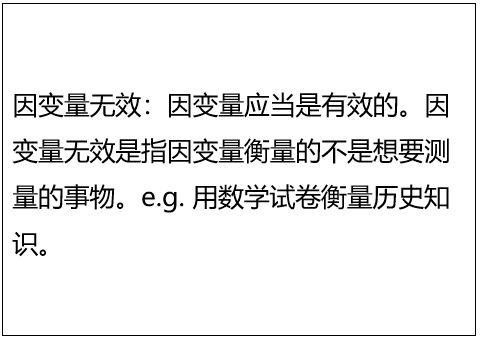 因变量无效：因变量应当是有效的。因
变量无效是指因变量衡量的不是想要测
量的事物。e.g. 用数学试卷衡量历史知
识。